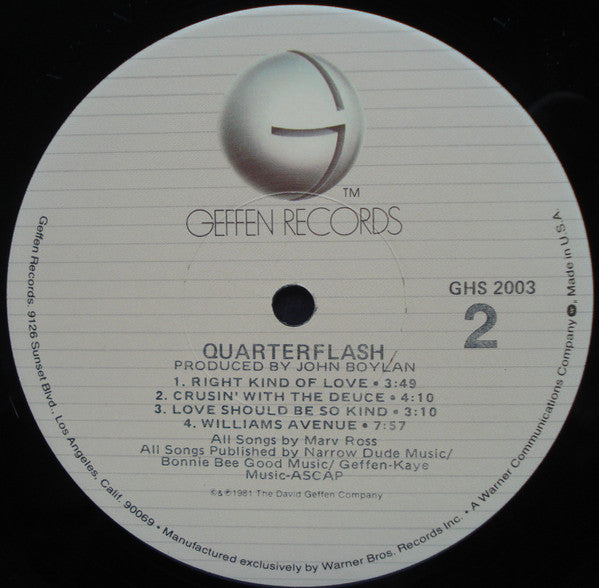 TM
GEFFEN RECORDS
GHS 2003
2
QUARTERFLASH/
PRODUCED BY JOHN BOYLAN
1. RIGHT KIND OF LOVE • 3:49
2. CRUSIN' WITH THE DEUCE • 4:10
3. LOVE SHOULD BE SO KIND • 3:10
4. WILLIAMS AVENUE • 7:57
All Songs by Marv Ross
All Songs Published by Narrow Dude Music/
Bonnie Bee Good Music/ Geffen-Kaye
Music-ASCAP
©&℗1981 The David Geffen Company
Geffen Records, 9126 Sunset Blvd., Los Angeles, Calif. 90069 • Manufactured exclusively by Warner Bros. Records Inc. • A Warner Communications Company, Made in U.S.A.